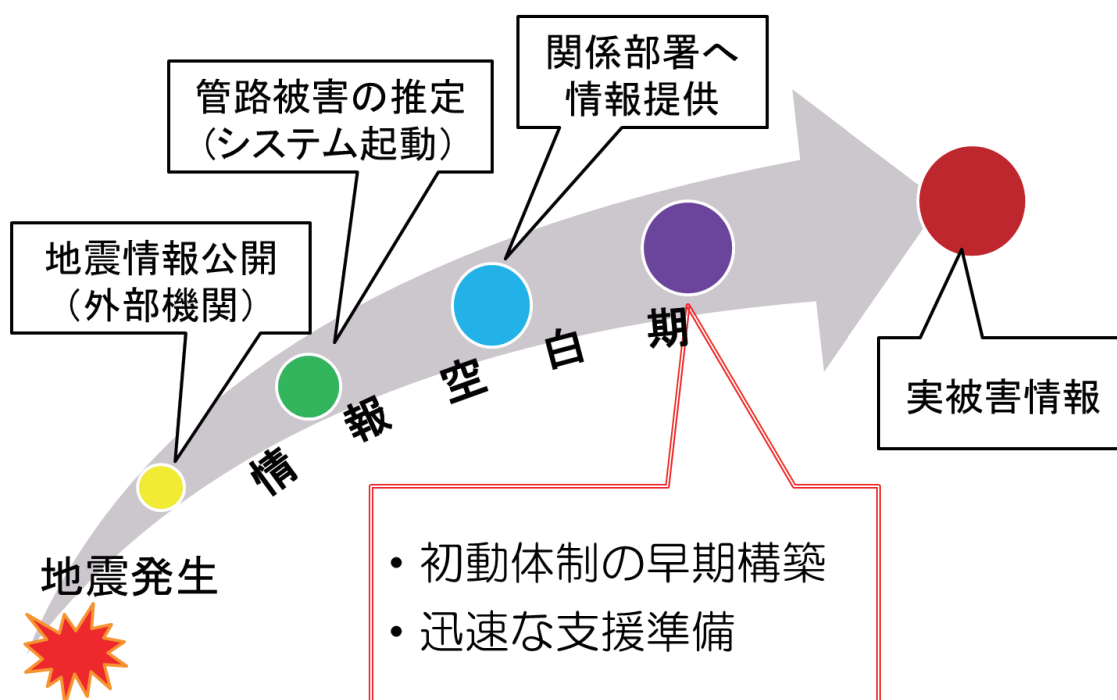 関係部署へ
情報提供
管路被害の推定
(システム起動)
地震情報公開
(外部機関)
情報空白期
実被害情報
地震発生
・初動体制の早期構築
・迅速な支援準備